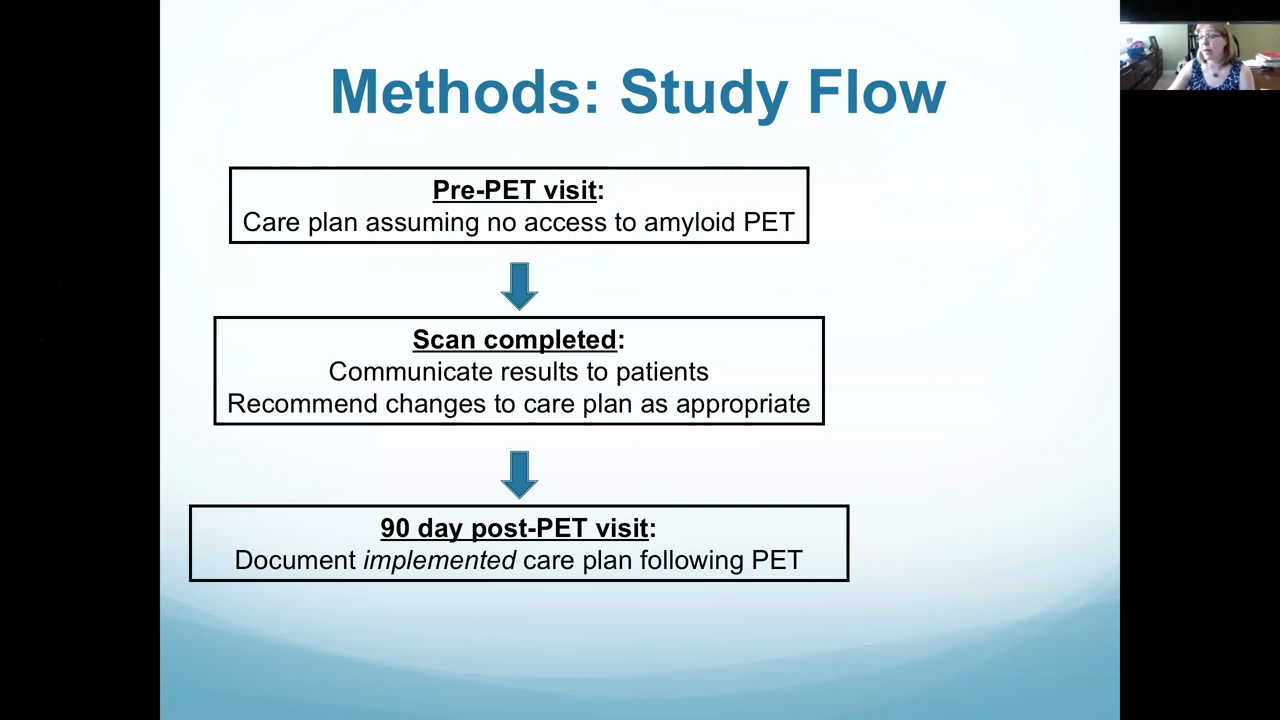 Methods: Study Flow
Pre-PET visit:
Care plan assuming no access to amyloid PET
Scan completed:
Communicate results to patients
Recommend changes to care plan as appropriate
90 day post-PET visit:
Document implemented care plan following PET